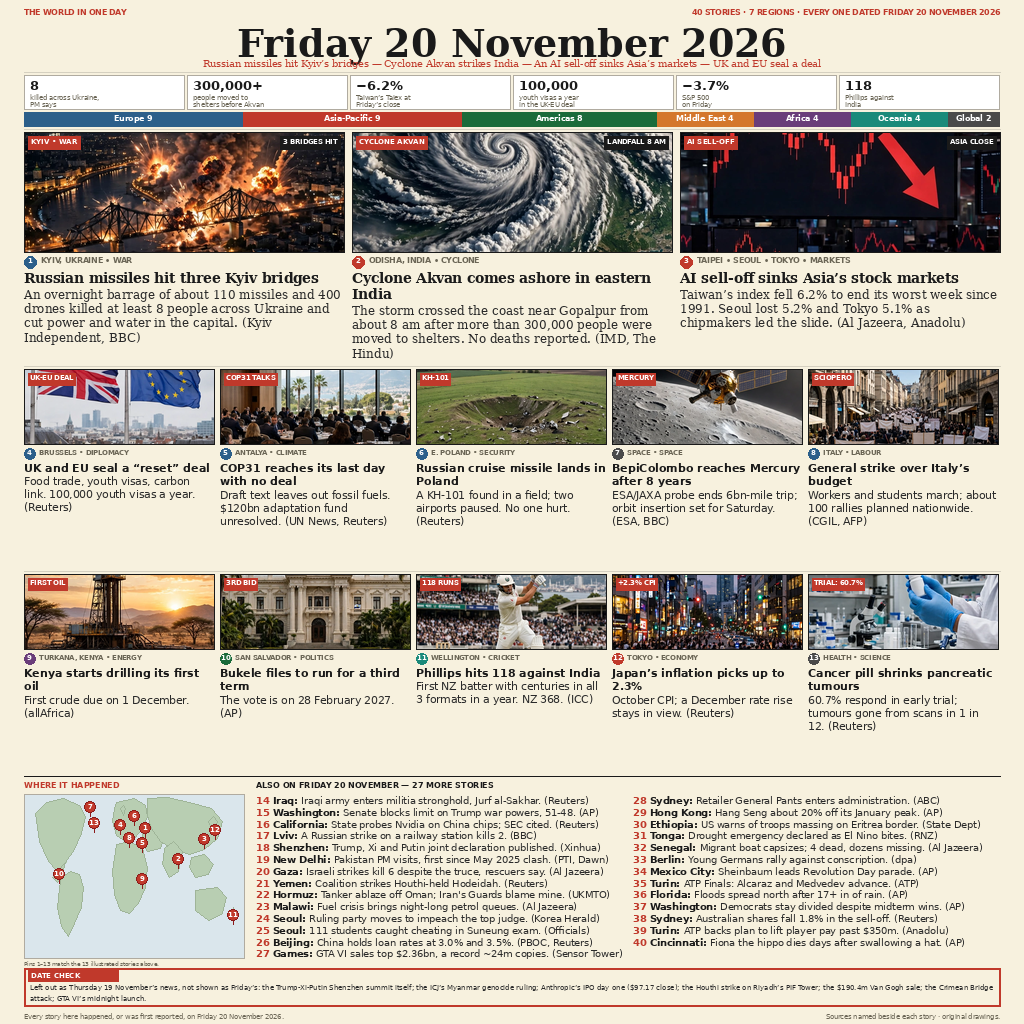 THE WORLD IN ONE DAY
40 STORIES • 7 REGIONS • EVERY ONE DATED FRIDAY 20 NOVEMBER 2026
Friday 20 November 2026
Russian missiles hit Kyiv's bridges — Cyclone Akvan strikes India — An AI sell-off sinks Asia's markets — UK and EU seal a deal
8
killed across Ukraine,
PM says
300,000+
people moved to
shelters before Akvan
−6.2%
Taiwan's Taiex at
Friday's close
100,000
youth visas a year
in the UK-EU deal
−3.7%
S&P 500
on Friday
118
Phillips against
India
Europe 9
Asia-Pacific 9
Americas 8
Middle East 4
Africa 4
Oceania 4
Global 2
KYIV • WAR
3 BRIDGES HIT
1 KYIV, UKRAINE • WAR
Russian missiles hit three Kyiv bridges
An overnight barrage of about 110 missiles and 400
drones killed at least 8 people across Ukraine and
cut power and water in the capital. (Kyiv
Independent, BBC)
CYCLONE AKVAN
LANDFALL 8 AM
2 ODISHA, INDIA • CYCLONE
Cyclone Akvan comes ashore in eastern
India
The storm crossed the coast near Gopalpur from
about 8 am after more than 300,000 people were
moved to shelters. No deaths reported. (IMD, The
Hindu)
AI SELL-OFF
ASIA CLOSE
3 TAIPEI • SEOUL • TOKYO • MARKETS
AI sell-off sinks Asia's stock markets
Taiwan's index fell 6.2% to end its worst week since
1991. Seoul lost 5.2% and Tokyo 5.1% as
chipmakers led the slide. (Al Jazeera, Anadolu)
UK-EU DEAL
4 BRUSSELS • DIPLOMACY
UK and EU seal a “reset” deal
Food trade, youth visas, carbon
link. 100,000 youth visas a year.
(Reuters)
COP31 TALKS
5 ANTALYA • CLIMATE
COP31 reaches its last day
with no deal
Draft text leaves out fossil fuels.
$120bn adaptation fund
unresolved. (UN News, Reuters)
KH-101
6 E. POLAND • SECURITY
Russian cruise missile lands in
Poland
A KH-101 found in a field; two
airports paused. No one hurt.
(Reuters)
MERCURY
7 SPACE • SPACE
BepiColombo reaches Mercury
after 8 years
ESA/JAXA probe ends 6bn-mile trip;
orbit insertion set for Saturday.
(ESA, BBC)
SCIOPERO
8 ITALY • LABOUR
General strike over Italy's
budget
Workers and students march; about
100 rallies planned nationwide.
(CGIL, AFP)
FIRST OIL
9 TURKANA, KENYA • ENERGY
Kenya starts drilling its first
oil
First crude due on 1 December.
(allAfrica)
3RD BID
10 SAN SALVADOR • POLITICS
Bukele files to run for a third
term
The vote is on 28 February 2027.
(AP)
118 RUNS
11 WELLINGTON • CRICKET
Phillips hits 118 against India
First NZ batter with centuries in all
3 formats in a year. NZ 368. (ICC)
+2.3% CPI
12 TOKYO • ECONOMY
Japan's inflation picks up to
2.3%
October CPI; a December rate rise
stays in view. (Reuters)
TRIAL: 60.7%
13 HEALTH • SCIENCE
Cancer pill shrinks pancreatic
tumours
60.7% respond in early trial;
tumours gone from scans in 1 in
12. (Reuters)
WHERE IT HAPPENED
7
13
6
4
1
8
5
12
3
2
10
9
11
Pins 1–13 match the 13 illustrated stories above.
ALSO ON FRIDAY 20 NOVEMBER — 27 MORE STORIES
14 Iraq: Iraqi army enters militia stronghold, Jurf al-Sakhar. (Reuters)
15 Washington: Senate blocks limit on Trump war powers, 51-48. (AP)
16 California: State probes Nvidia on China chips; SEC cited. (Reuters)
17 Lviv: A Russian strike on a railway station kills 2. (BBC)
18 Shenzhen: Trump, Xi and Putin joint declaration published. (Xinhua)
19 New Delhi: Pakistan PM visits, first since May 2025 clash. (PTI, Dawn)
20 Gaza: Israeli strikes kill 6 despite the truce, rescuers say. (Al Jazeera)
21 Yemen: Coalition strikes Houthi-held Hodeidah. (Reuters)
22 Hormuz: Tanker ablaze off Oman; Iran's Guards blame mine. (UKMTO)
23 Malawi: Fuel crisis brings night-long petrol queues. (Al Jazeera)
24 Seoul: Ruling party moves to impeach the top judge. (Korea Herald)
25 Seoul: 111 students caught cheating in Suneung exam. (Officials)
26 Beijing: China holds loan rates at 3.0% and 3.5%. (PBOC, Reuters)
27 Games: GTA VI sales top $2.36bn, a record ~24m copies. (Sensor Tower)
28 Sydney: Retailer General Pants enters administration. (ABC)
29 Hong Kong: Hang Seng about 20% off its January peak. (AP)
30 Ethiopia: US warns of troops massing on Eritrea border. (State Dept)
31 Tonga: Drought emergency declared as El Nino bites. (RNZ)
32 Senegal: Migrant boat capsizes; 4 dead, dozens missing. (Al Jazeera)
33 Berlin: Young Germans rally against conscription. (dpa)
34 Mexico City: Sheinbaum leads Revolution Day parade. (AP)
35 Turin: ATP Finals: Alcaraz and Medvedev advance. (ATP)
36 Florida: Floods spread north after 17+ in of rain. (AP)
37 Washington: Democrats stay divided despite midterm wins. (AP)
38 Sydney: Australian shares fall 1.8% in the sell-off. (Reuters)
39 Turin: ATP backs plan to lift player pay past $350m. (Anadolu)
40 Cincinnati: Fiona the hippo dies days after swallowing a hat. (AP)
DATE CHECK
Left out as Thursday 19 November's news, not shown as Friday's: the Trump-Xi-Putin Shenzhen summit itself; the ICJ's Myanmar genocide ruling; Anthropic's IPO day one ($97.17 close); the Houthi strike on Riyadh's PIF Tower; the $190.4m Van Gogh sale; the Crimean Bridge
attack; GTA VI's midnight launch.
Every story here happened, or was first reported, on Friday 20 November 2026.
Sources named beside each story · original drawings.